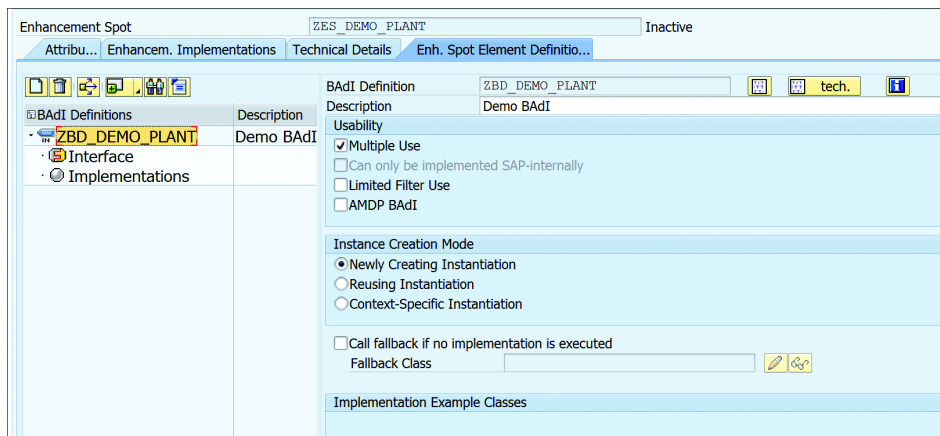 Enhancement Spot ZES_DEMO_PLANT Inactive
Attribu... Enhancem. Implementations Technical Details Enh. Spot Element Definitio...
BAdI Definition ZBD_DEMO_PLANT tech.
Description Demo BAdI
BAdI Definitions Description
ZBD_DEMO_PLANT Demo BAdI
Interface
Implementations
Usability
Multiple Use
Can only be implemented SAP-internally
Limited Filter Use
AMDP BAdI
Instance Creation Mode
Newly Creating Instantiation
Reusing Instantiation
Context-Specific Instantiation
Call fallback if no implementation is executed
Fallback Class
Implementation Example Classes